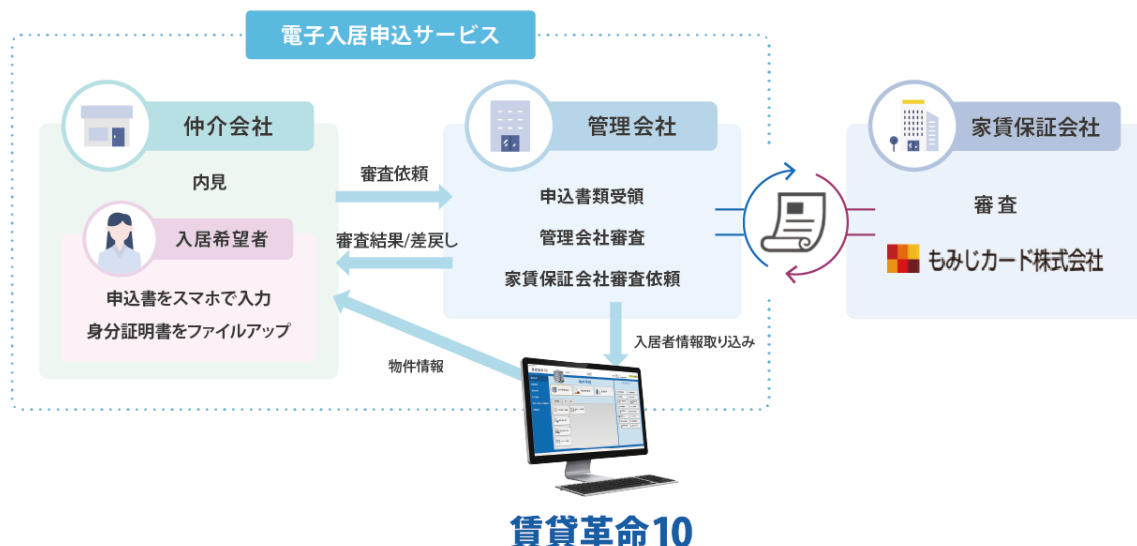 電子入居申込サービス
仲介会社
内見
入居希望者
申込書をスマホで入力
身分証明書をファイルアップ
審査依頼
審査結果/差戻し
物件情報
管理会社
申込書類受領
管理会社審査
家賃保証会社審査依頼
入居者情報取り込み
家賃保証会社
審査
もみじカード株式会社
賃貸革命10